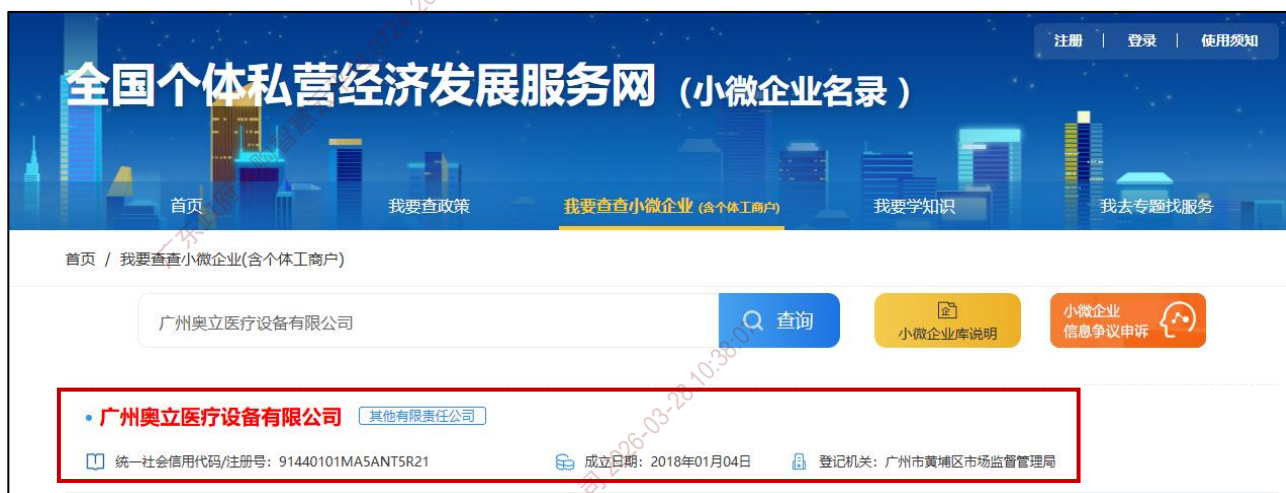 注册 | 登录 | 使用须知
全国个体私营经济发展服务网（小微企业名录）
首页 我要查政策 我要查查小微企业 (含个体工商户) 我要学知识 我去专题找服务
首页 / 我要查查小微企业(含个体工商户)
广州奥立医疗设备有限公司 查询 小微企业库说明
小微企业
信息争议申诉
• 广州奥立医疗设备有限公司 其他有限责任公司
统一社会信用代码/注册号：91440101MA5ANT5R21 成立日期：2018年01月04日 登记机关：广州市黄埔区市场监督管理局
2026-03-28 10:38:0